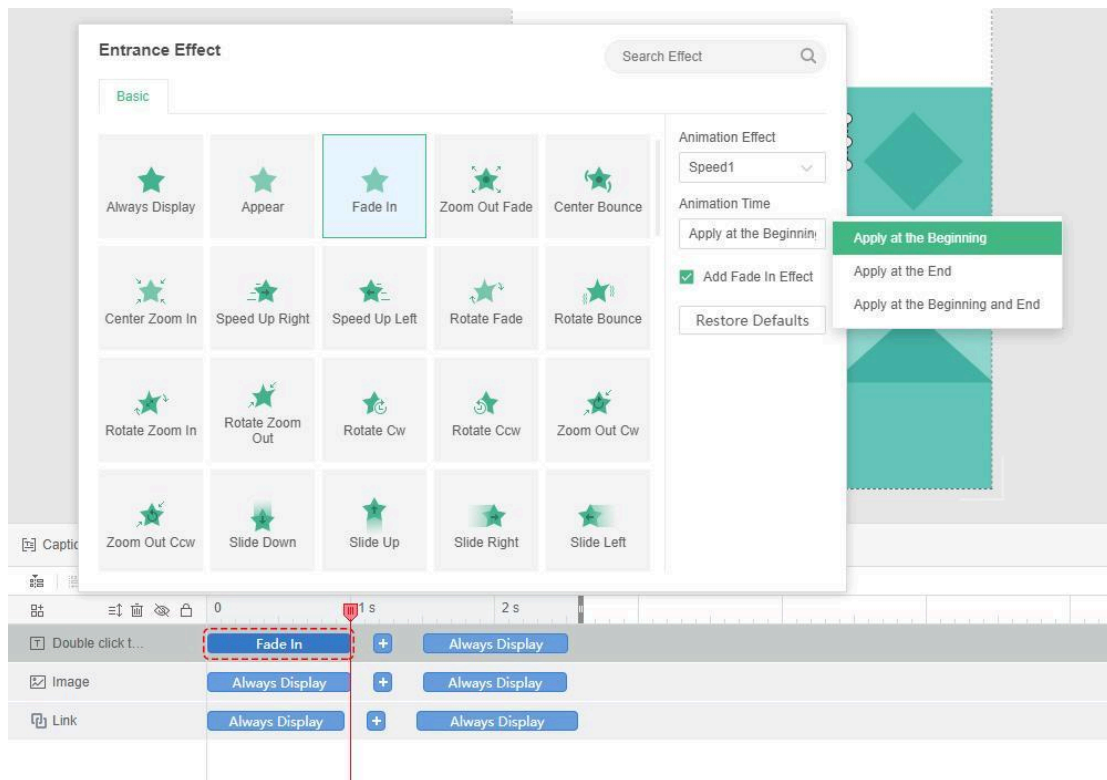 Entrance Effect
Search Effect
Basic
Always Display
Appear
Fade In
Zoom Out Fade
Center Bounce
Center Zoom In
Speed Up Right
Speed Up Left
Rotate Fade
Rotate Bounce
Rotate Zoom In
Rotate Zoom
Out
Rotate Cw
Rotate Ccw
Zoom Out Cw
Zoom Out Ccw
Slide Down
Slide Up
Slide Right
Slide Left
Animation Effect
Speed1
Animation Time
Apply at the Beginning
Add Fade In Effect
Restore Defaults
Apply at the Beginning
Apply at the End
Apply at the Beginning and End
Captic
0
1 s
2 s
Double click t...
Fade In
+
Always Display
Image
Always Display
+
Always Display
Link
Always Display
+
Always Display